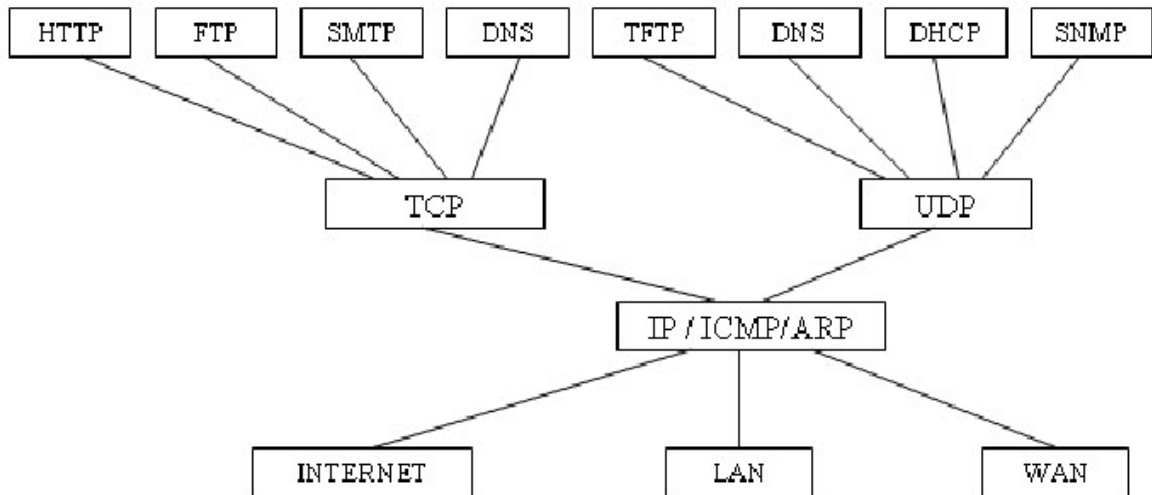 HTTP FTP SMTP DNS TFTP DNS DHCP SNMP
TCP UDP
IP / ICMP/ARP
INTERNET LAN WAN